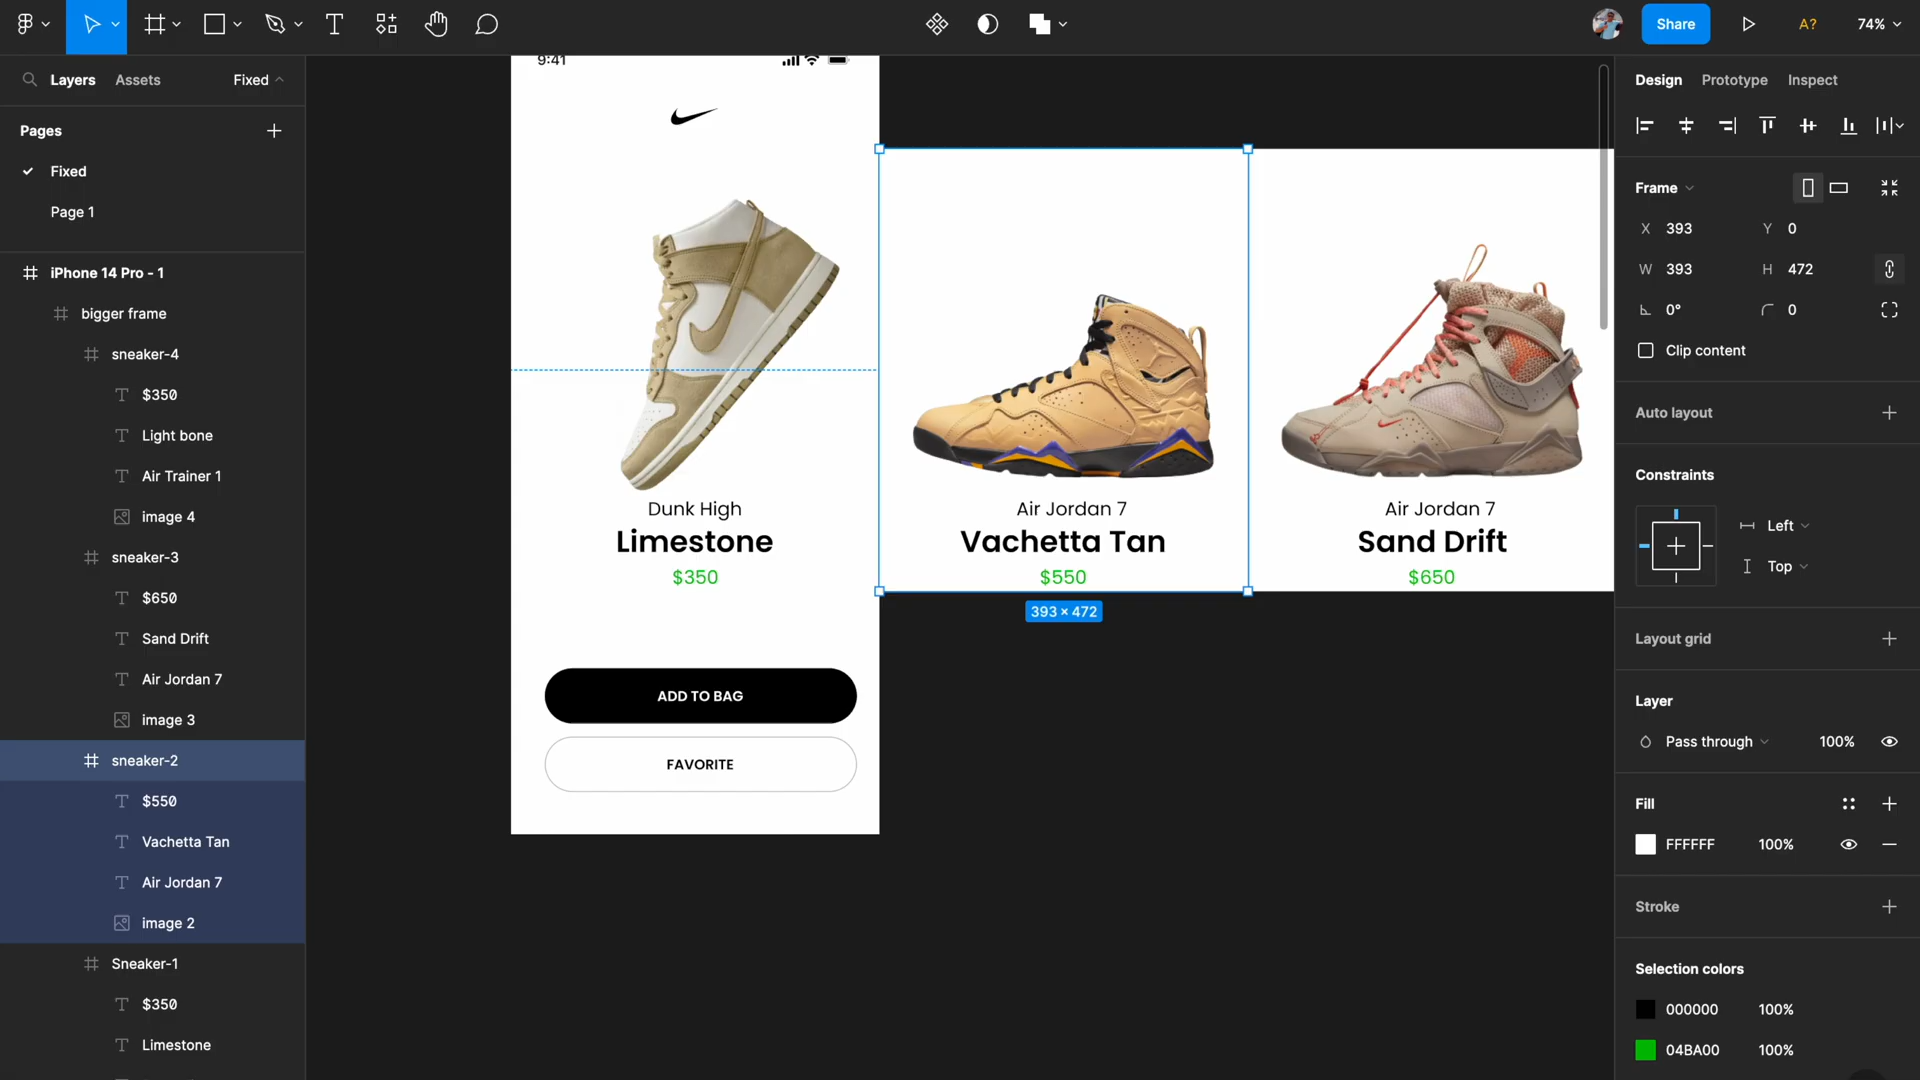 Share
A?
74%
Layers
Assets
Fixed
Pages
Fixed
Page 1
iPhone 14 Pro - 1
bigger frame
sneaker-4
$350
Light bone
Air Trainer 1
image 4
sneaker-3
$650
Sand Drift
Air Jordan 7
image 3
sneaker-2
$550
Vachetta Tan
Air Jordan 7
image 2
Sneaker-1
$350
Limestone
9:41
Dunk High
Limestone
$350
ADD TO BAG
FAVORITE
Air Jordan 7
Vachetta Tan
$550
393 × 472
Air Jordan 7
Sand Drift
$650
Design
Prototype
Inspect
Frame
X 393
Y 0
W 393
H 472
0°
0
Clip content
Auto layout
Constraints
Left
Top
Layout grid
Layer
Pass through
100%
Fill
FFFFFF
100%
Stroke
Selection colors
000000
100%
04BA00
100%